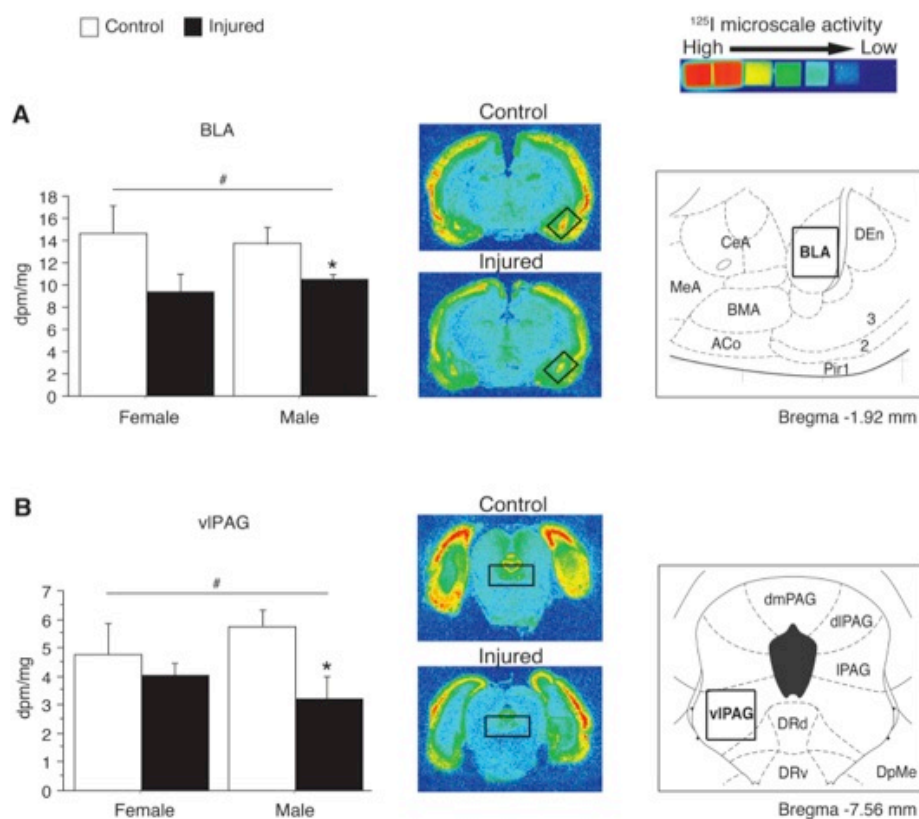 Control Injured
125I microscale activity
High Low
A
BLA
#
18
16
14
12
10
8
6
4
2
0
dpm/mg
*
Female Male
Control
Injured
CeA
BLA
DEn
MeA
BMA
3
ACo
2
Pir1
Bregma -1.92 mm
B
vlPAG
#
7
6
5
4
3
2
1
0
dpm/mg
*
Female Male
Control
Injured
dmPAG
dlPAG
lPAG
vlPAG
DRd
DRv
DpMe
Bregma -7.56 mm